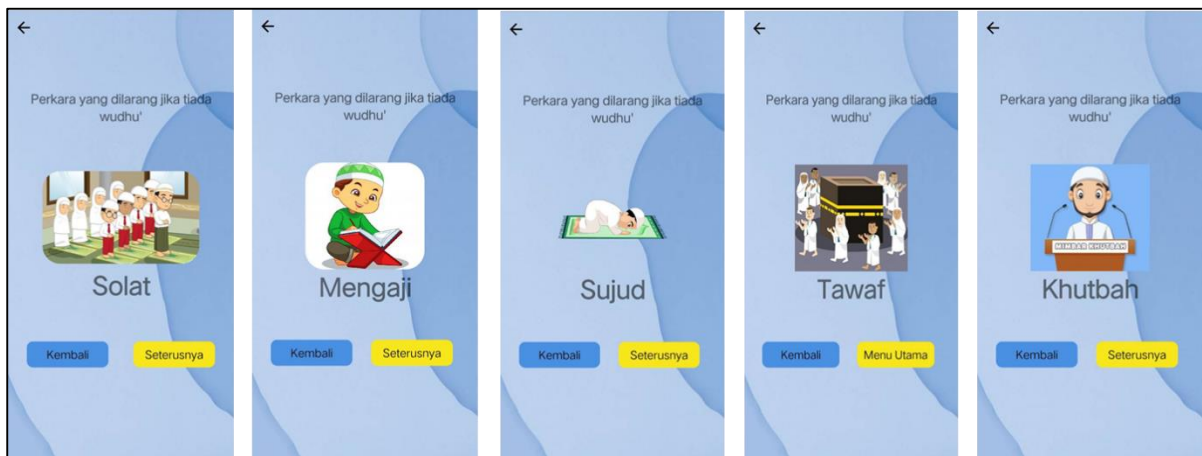 Perkara yang dilarang jika tiada
wudhu'
Solat
Kembali
Seterusnya
Perkara yang dilarang jika tiada
wudhu'
Mengaji
Kembali
Seterusnya
Perkara yang dilarang jika tiada
wudhu'
Sujud
Kembali
Seterusnya
Perkara yang dilarang jika tiada
wudhu'
Tawaf
Kembali
Menu Utama
Perkara yang dilarang jika tiada
wudhu'
MIMBAR KHUTBAH
Khutbah
Kembali
Seterusnya